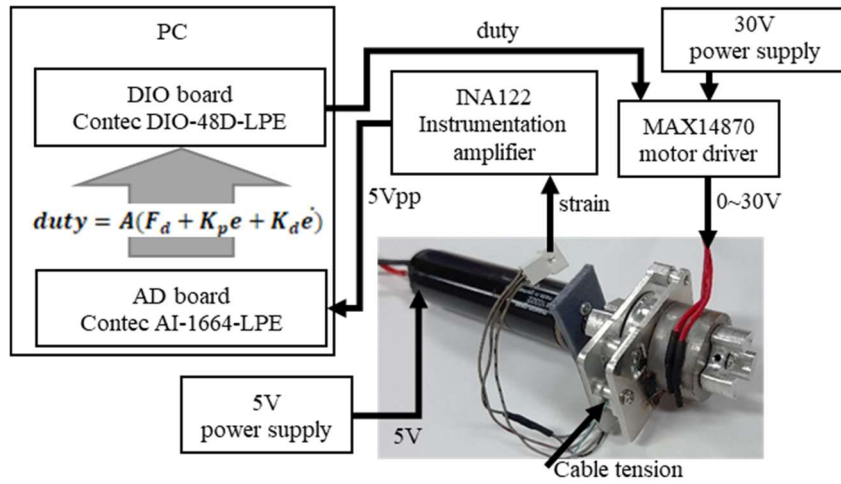 PC
duty
30V
power supply
DIO board
Contec DIO-48D-LPE
INA122
Instrumentation
amplifier
MAX14870
motor driver
duty = A(F_d + K_p e + K_d ė)
5Vpp
strain
0~30V
AD board
Contec AI-1664-LPE
5V
power supply
5V
Cable tension